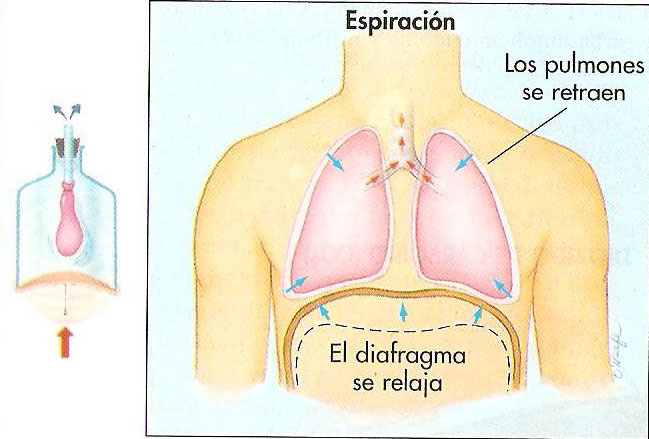 Espiración
Los pulmones
se retraen
El diafragma
se relaja